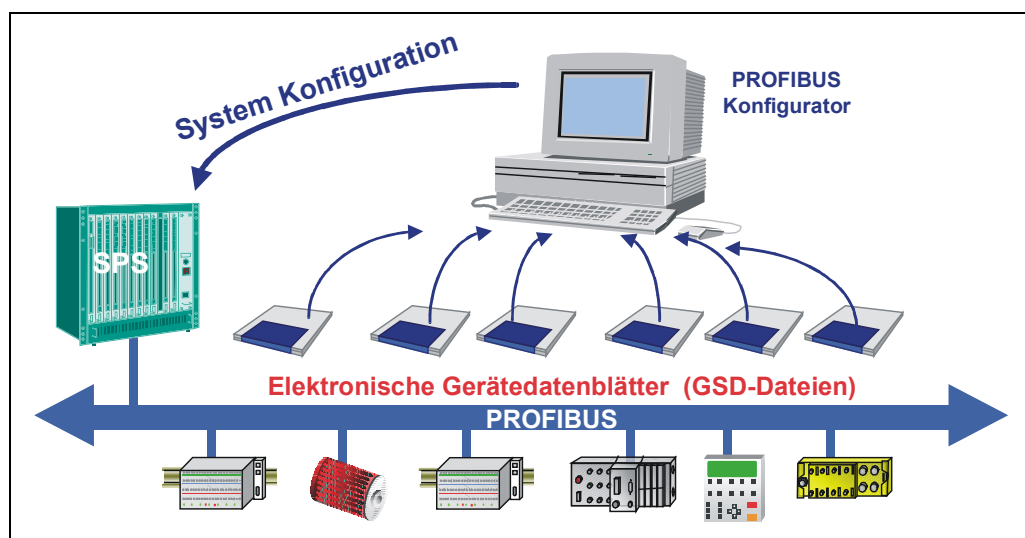 System Konfiguration
PROFIBUS
Konfigurator
SPS
Elektronische Gerätedatenblätter (GSD-Dateien)
PROFIBUS